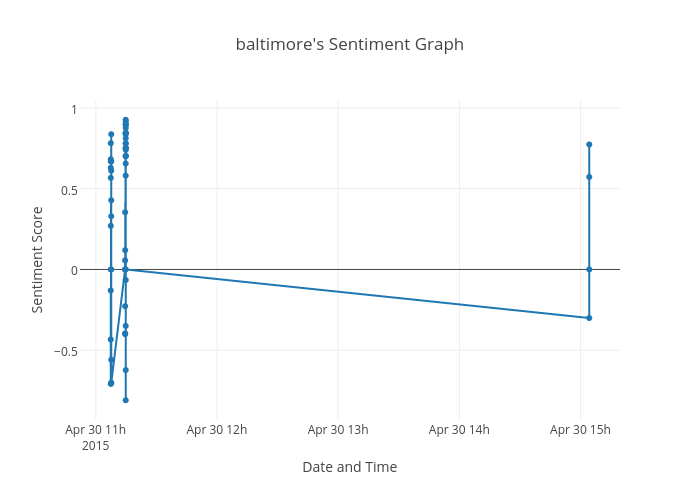 baltimore's Sentiment Graph
1
0.5
0
−0.5
Sentiment Score
Apr 30 11h
2015
Apr 30 12h
Apr 30 13h
Apr 30 14h
Apr 30 15h
Date and Time